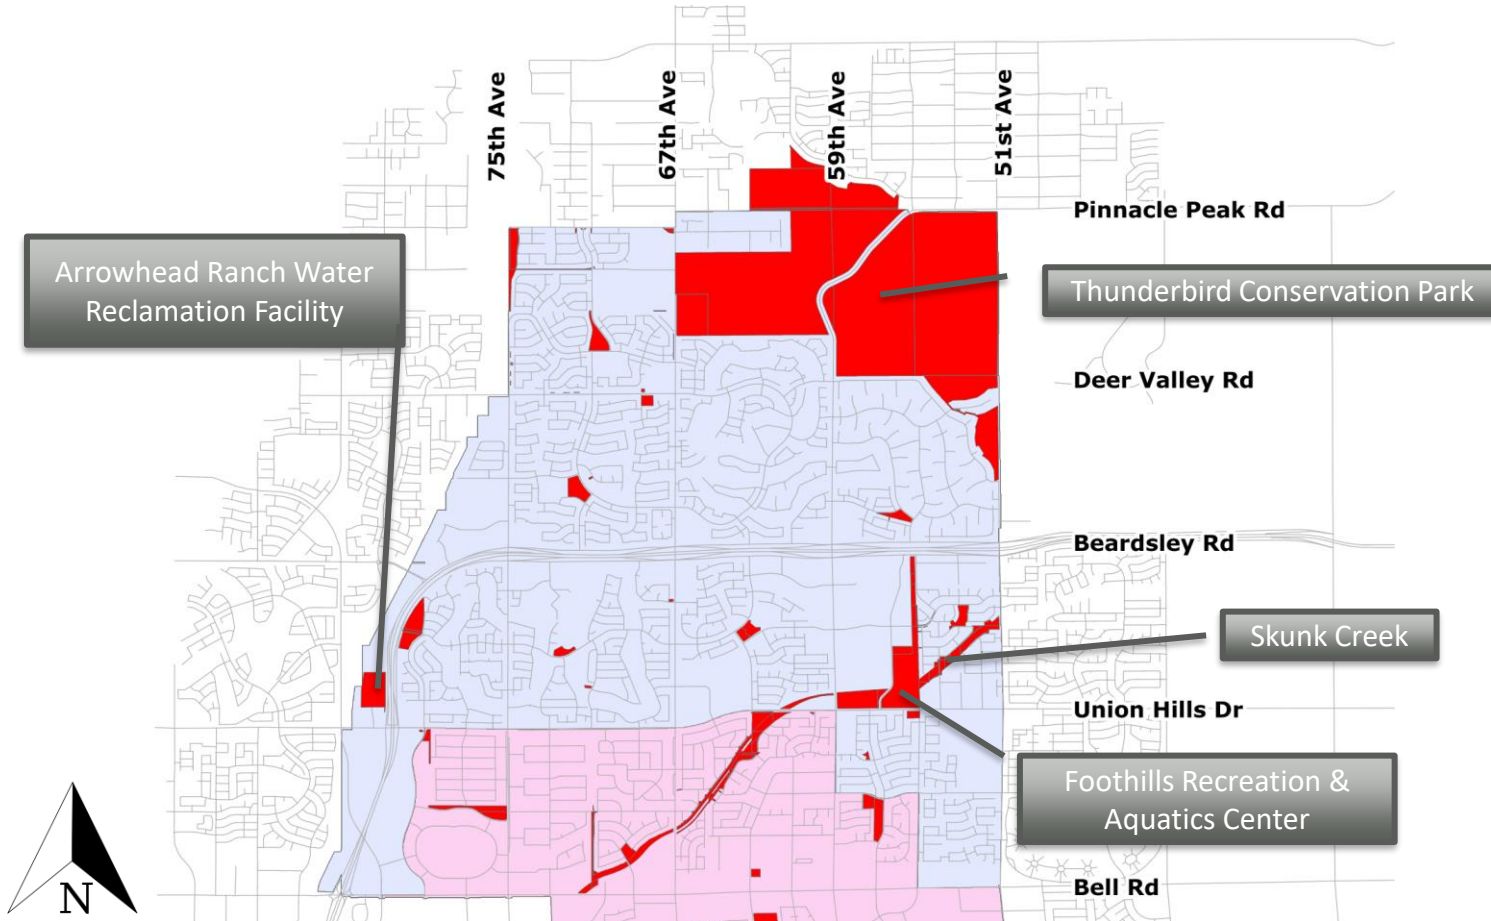 75th Ave
67th Ave
59th Ave
51st Ave
Pinnacle Peak Rd
Arrowhead Ranch Water
Reclamation Facility
Thunderbird Conservation Park
Deer Valley Rd
Beardsley Rd
Skunk Creek
Union Hills Dr
Foothills Recreation &
Aquatics Center
Bell Rd
N